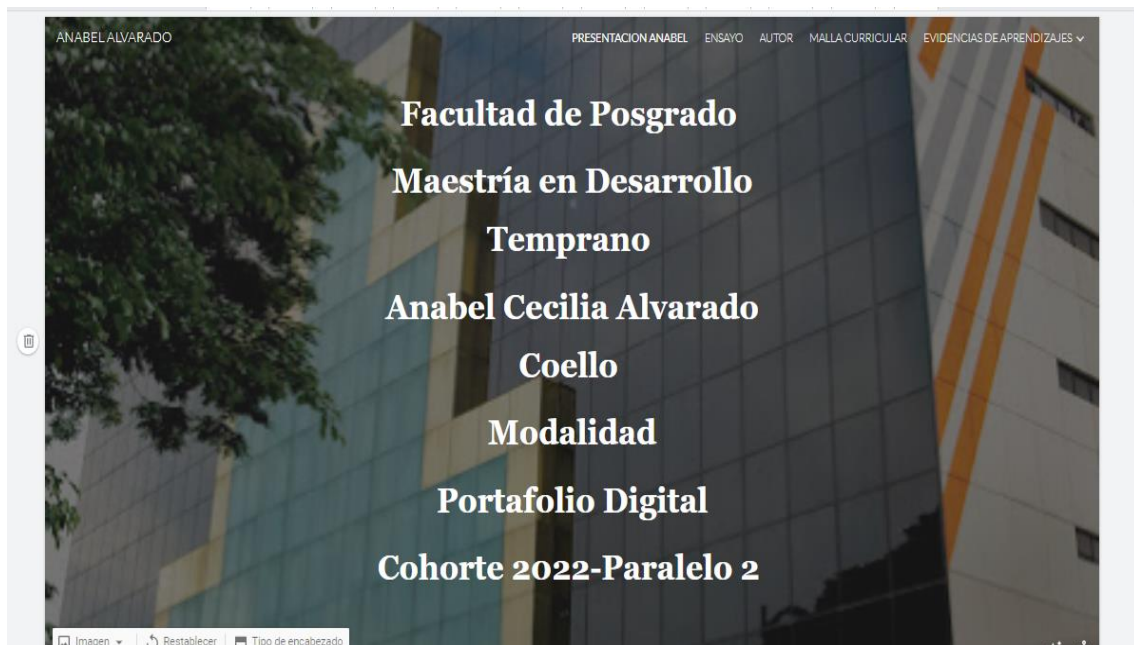 ANABEL ALVARADO
PRESENTACION ANABEL ENSAYO AUTOR MALLA CURRICULAR EVIDENCIAS DE APRENDIZAJES
Facultad de Posgrado
Maestría en Desarrollo
Temprano
Anabel Cecilia Alvarado
Coello
Modalidad
Portafolio Digital
Cohorte 2022-Paralelo 2
Imagen Restablecer Tipo de encabezado